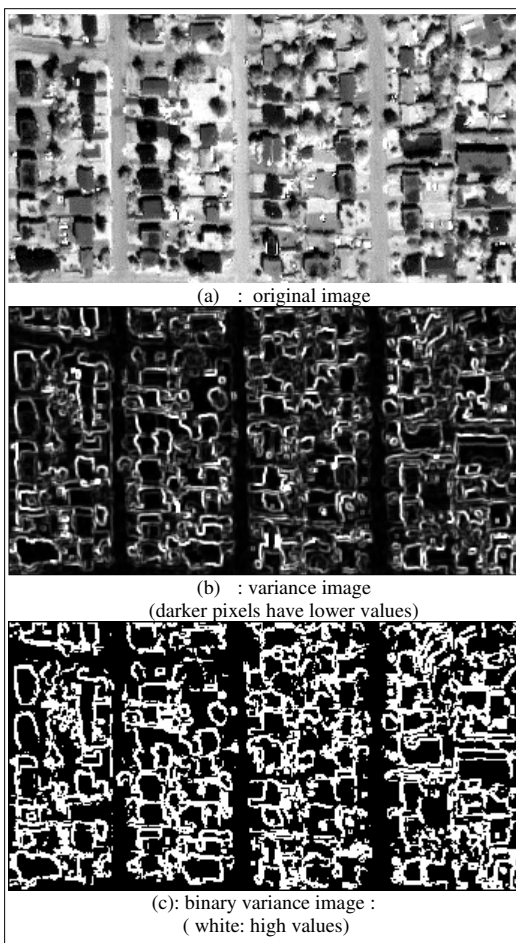 (a) : original image
(b) : variance image
(darker pixels have lower values)
(c): binary variance image :
( white: high values)